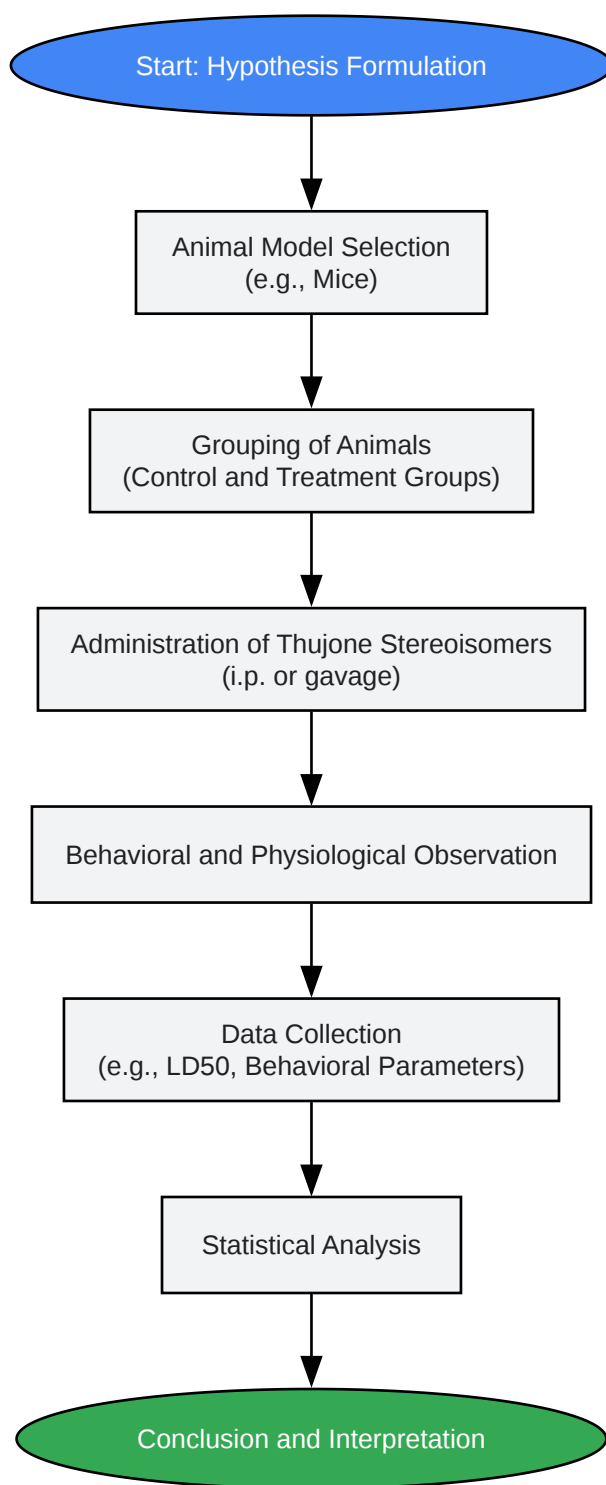 Start: Hypothesis Formulation
Animal Model Selection
(e.g., Mice)
Grouping of Animals
(Control and Treatment Groups)
Administration of Thujone Stereoisomers
(i.p. or gavage)
Behavioral and Physiological Observation
Data Collection
(e.g., LD50, Behavioral Parameters)
Statistical Analysis
Conclusion and Interpretation